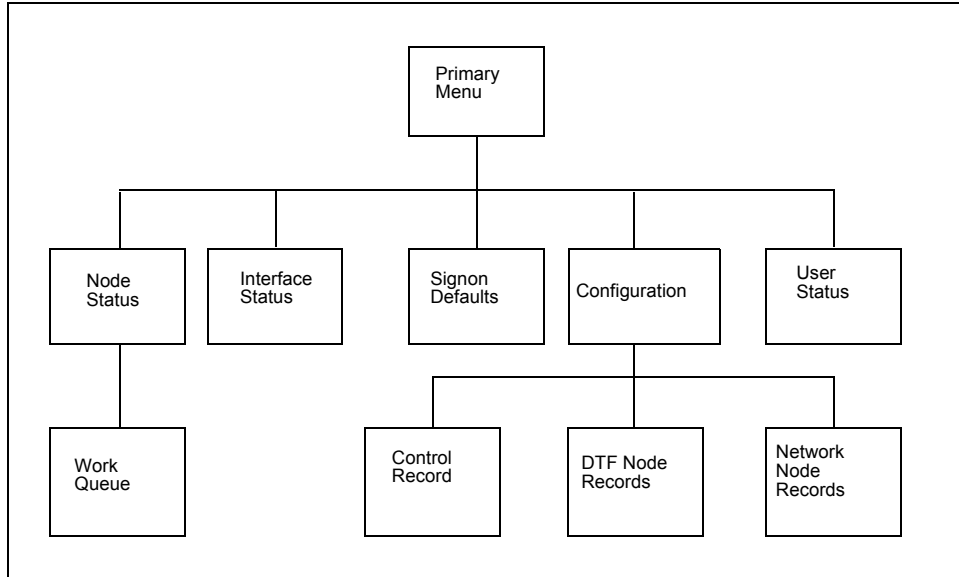 Primary
Menu
Node
Status
Interface
Status
Signon
Defaults
Configuration
User
Status
Work
Queue
Control
Record
DTF Node
Records
Network
Node
Records